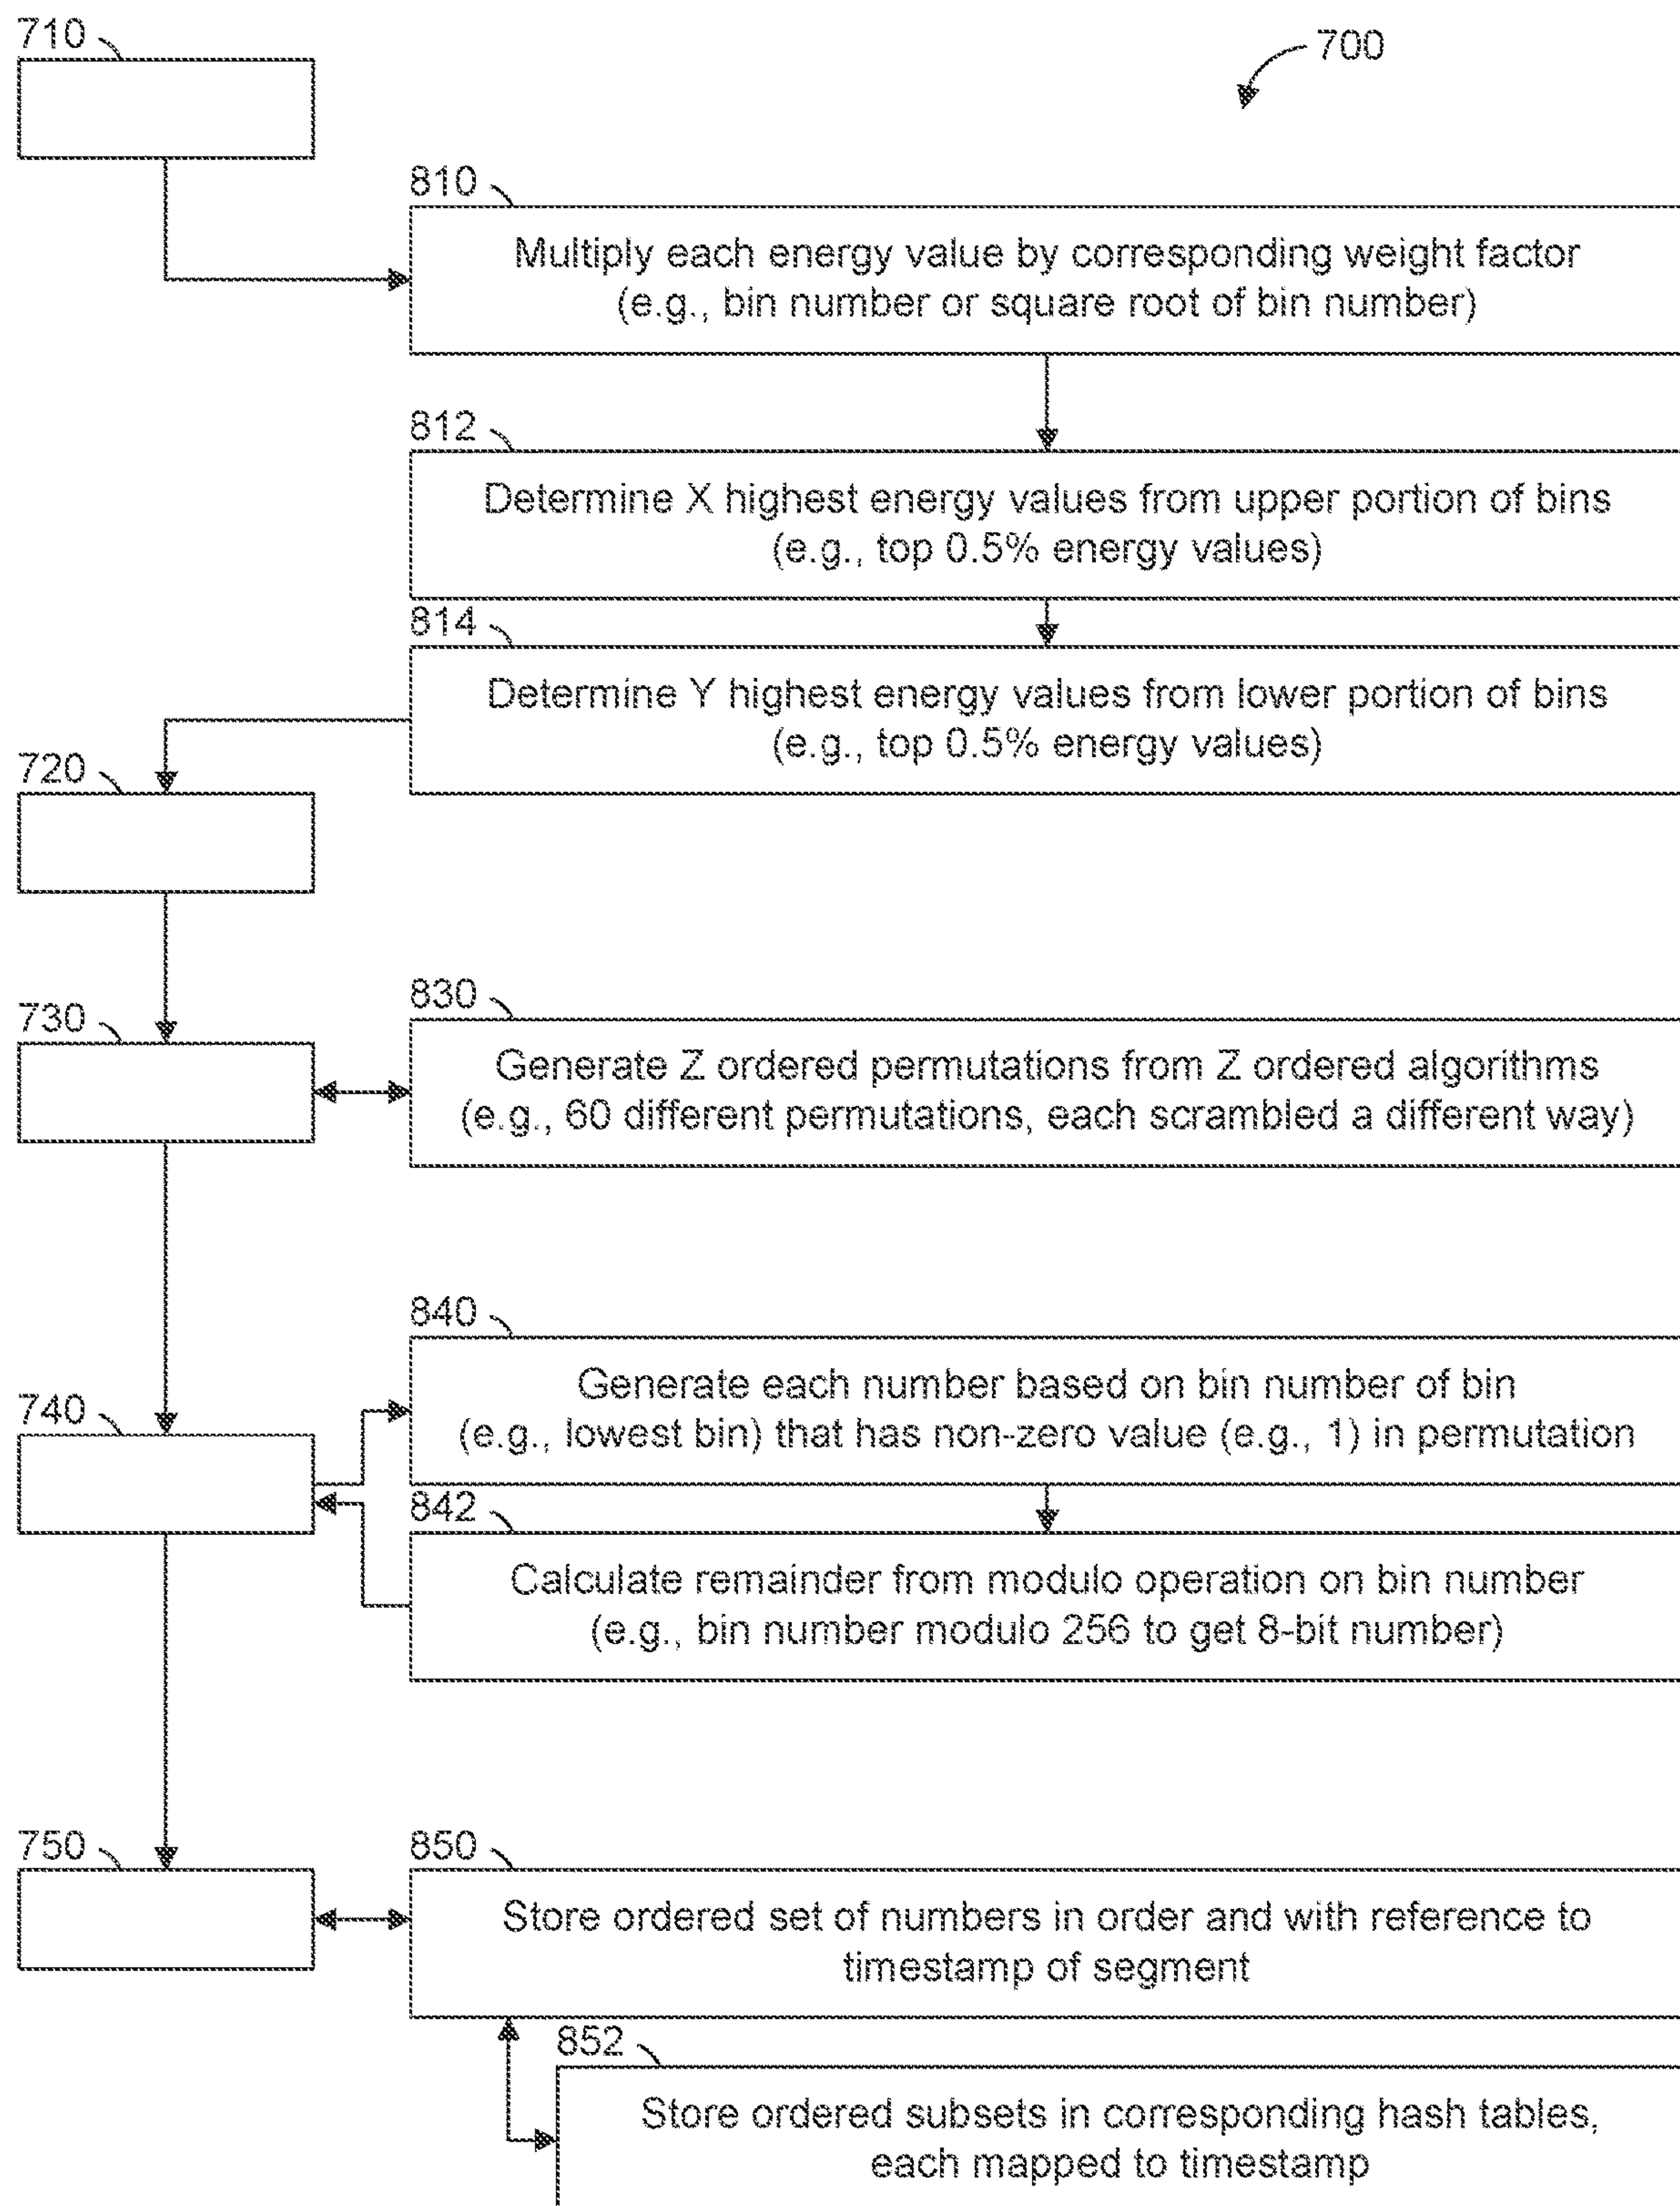 710
700
810
Multiply each energy value by corresponding weight factor
(e.g., bin number or square root of bin number)
812
Determine X highest energy values from upper portion of bins
(e.g., top 0.5% energy values)
814
Determine Y highest energy values from lower portion of bins
(e.g., top 0.5% energy values)
720
730
830
Generate Z ordered permutations from Z ordered algorithms
(e.g., 60 different permutations, each scrambled a different way)
740
840
Generate each number based on bin number of bin
(e.g., lowest bin) that has non-zero value (e.g., 1) in permutation
842
Calculate remainder from modulo operation on bin number
(e.g., bin number modulo 256 to get 8-bit number)
750
850
Store ordered set of numbers in order and with reference to
timestamp of segment
852
Store ordered subsets in corresponding hash tables,
each mapped to timestamp